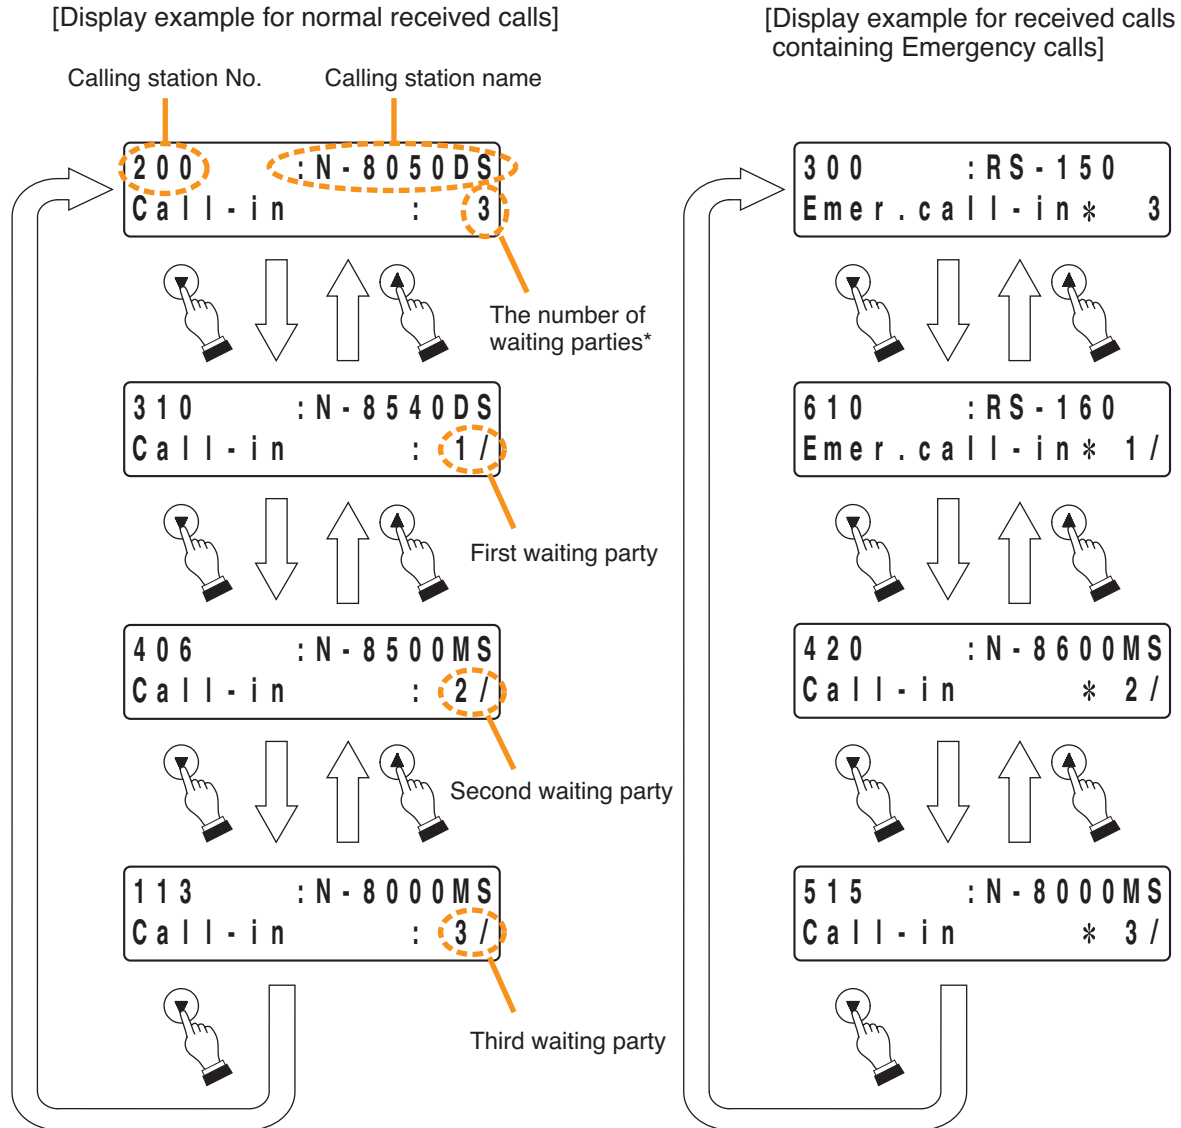 [Display example for normal received calls]
Calling station No.
Calling station name
200 :N-8050DS
Call-in : 3
The number of
waiting parties*
310 :N-8540DS
Call-in : 1/
First waiting party
406 :N-8500MS
Call-in : 2/
Second waiting party
113 :N-8000MS
Call-in : 3/
Third waiting party
[Display example for received calls
containing Emergency calls]
300 :RS-150
Emer.call-in* 3
610 :RS-160
Emer.call-in* 1/
420 :N-8600MS
Call-in * 2/
515 :N-8000MS
Call-in * 3/